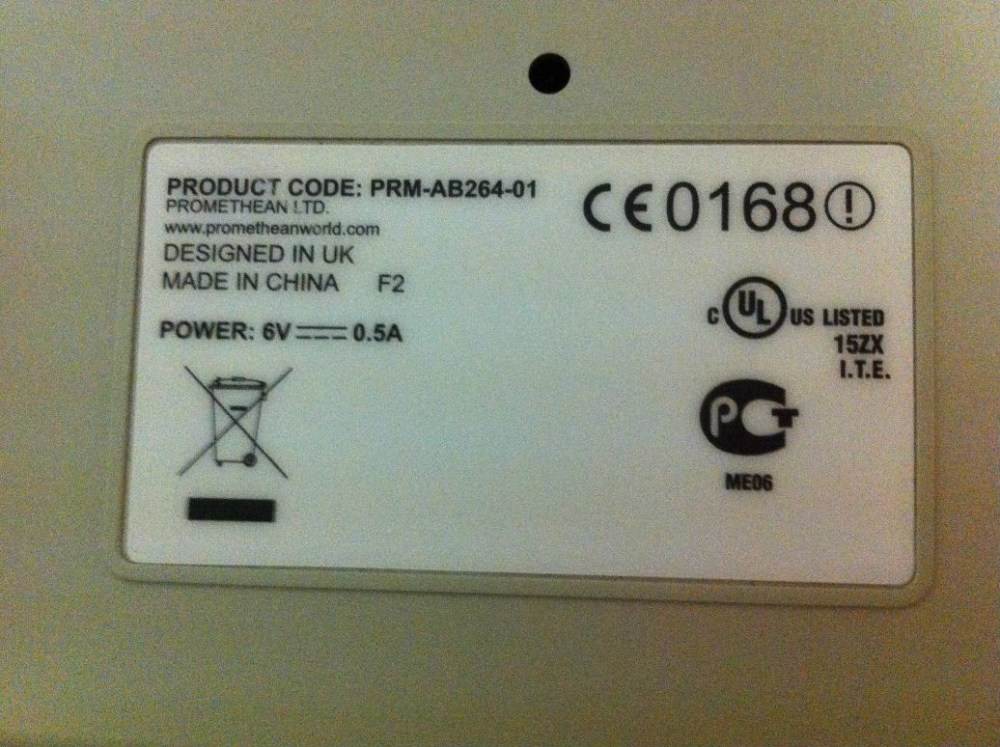 PRODUCT CODE: PRM-AB264-01
PROMETHEAN LTD.
www.prometheanworld.com
DESIGNED IN UK
MADE IN CHINA F2
POWER: 6V 0.5A
CE0168
C UL US LISTED
15ZX
I.T.E.
PCT
ME06